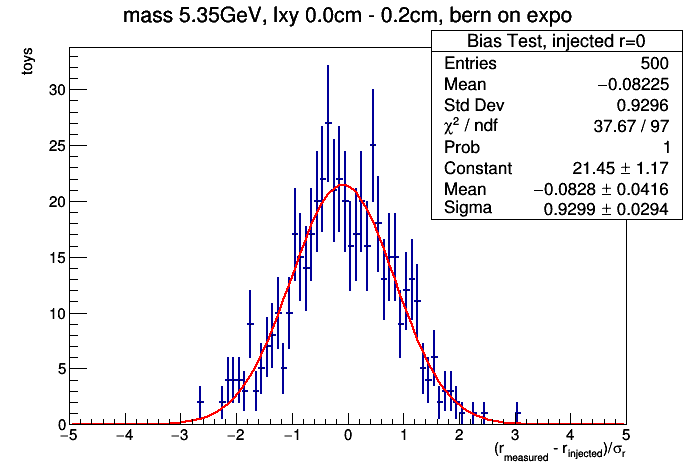 mass 5.35GeV, lxy 0.0cm - 0.2cm, bern on expo
toys
Bias Test, injected r=0
Entries 500
Mean −0.08225
Std Dev 0.9296
χ² / ndf 37.67 / 97
Prob 1
Constant 21.45 ± 1.17
Mean −0.0828 ± 0.0416
Sigma 0.9299 ± 0.0294
30
25
20
15
10
5
0
−5 −4 −3 −2 −1 0 1 2 3 4 5
(r_measured - r_injected)/σ_r